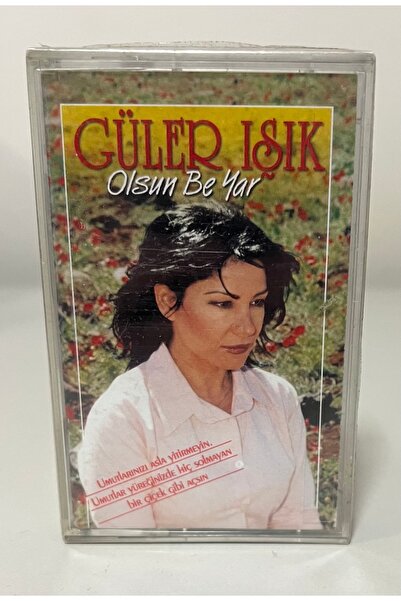 GÜLER IŞIK
Olsun Be Yar
Umutlarınızı asla yitirmeyin.
Umutlar yüreğinizde hiç solmayan
bir çiçek gibi açsın